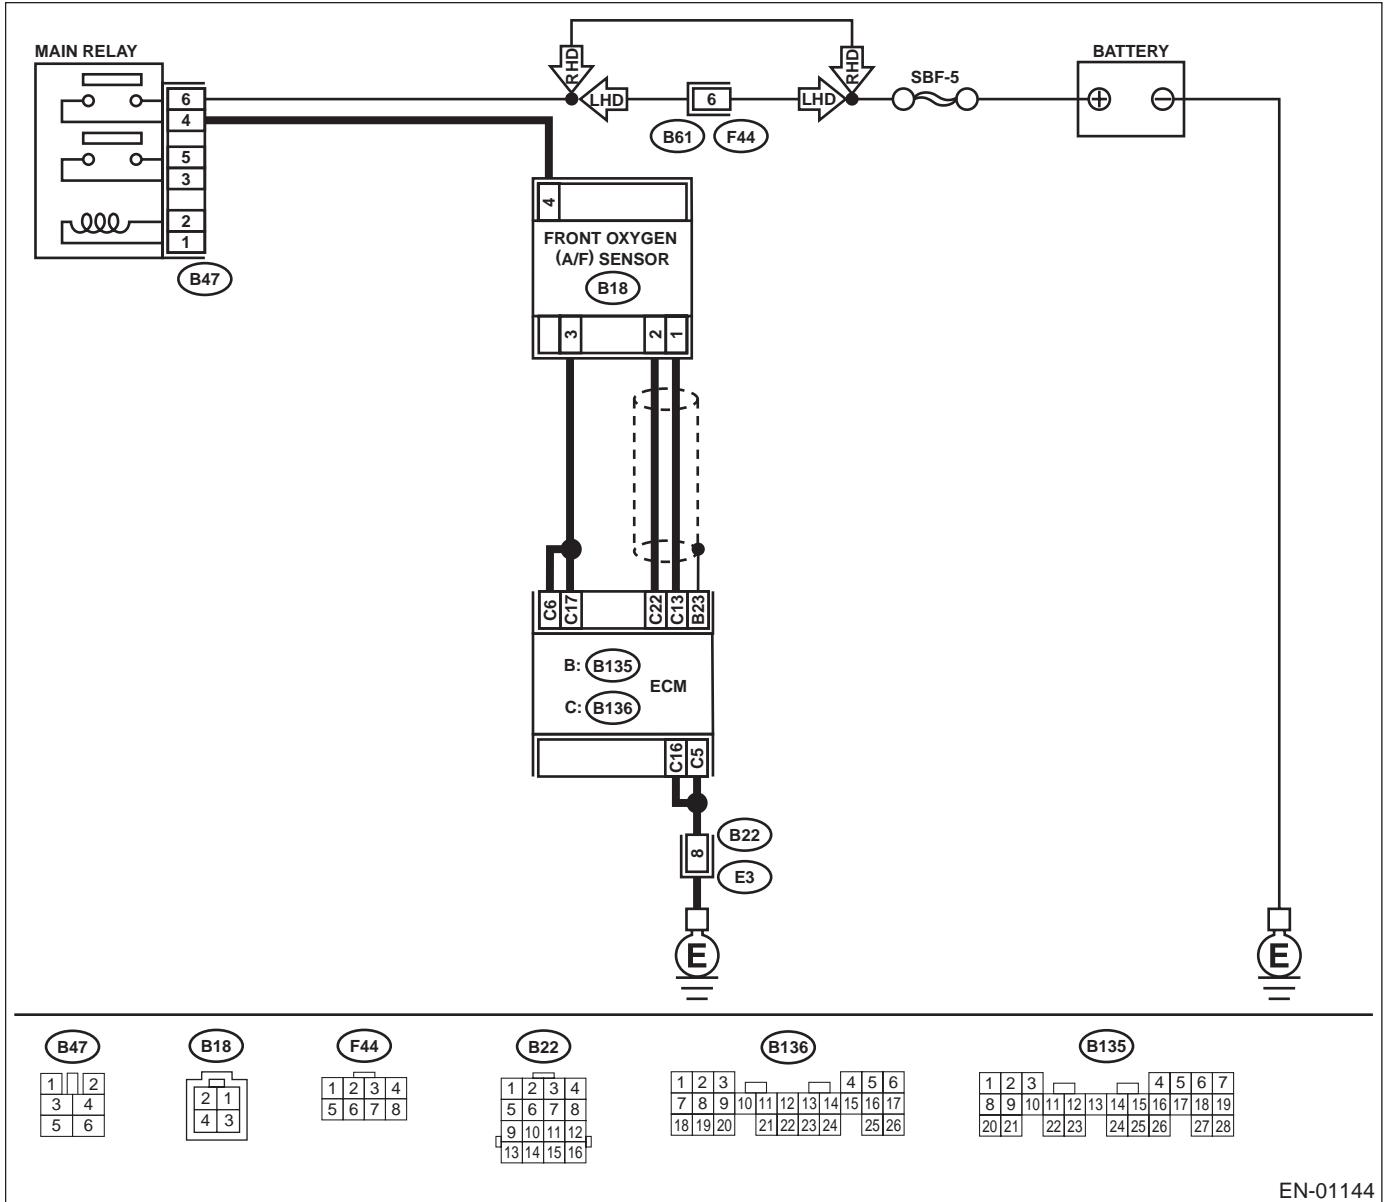 MAIN RELAY
6
4
5
3
2
1
B47
RHD
LHD
6
B61
F44
LHD
RHD
SBF-5
BATTERY
4
FRONT OXYGEN
(A/F) SENSOR
B18
3
2
1
C6
C17
C22
C13
B23
B: B135
ECM
C: B136
C16
C5
8
B22
E3
E
E
B47
1 2
3 4
5 6
B18
2 1
4 3
F44
1 2 3 4
5 6 7 8
B22
1 2 3 4
5 6 7 8
9 10 11 12
13 14 15 16
B136
1 2 3 4 5 6
7 8 9 10 11 12 13 14 15 16 17
18 19 20 21 22 23 24 25 26
B135
1 2 3 4 5 6 7
8 9 10 11 12 13 14 15 16 17 18 19
20 21 22 23 24 25 26 27 28
EN-01144